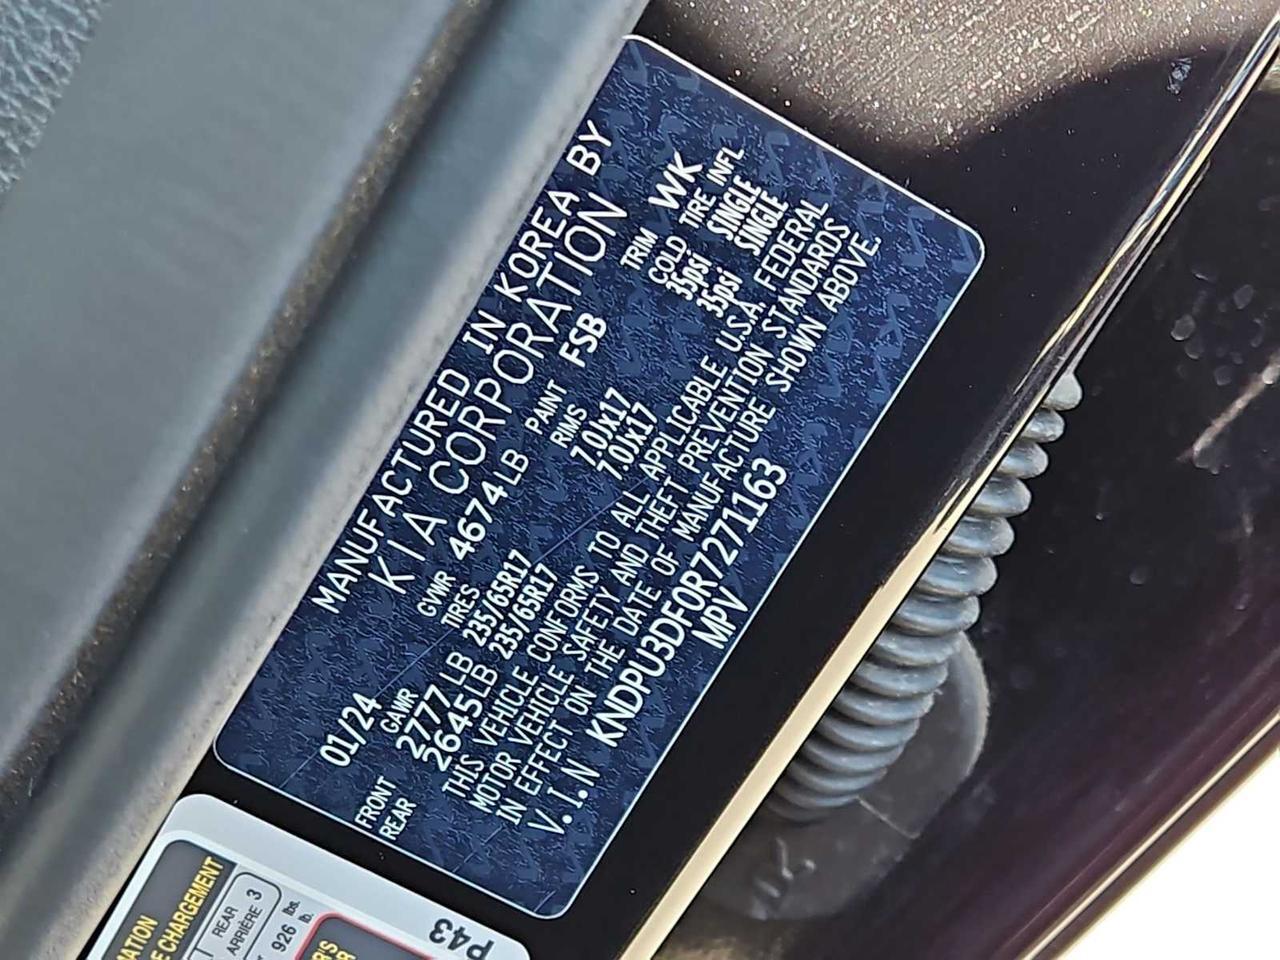 MANUFACTURED IN KOREA BY
KIA CORPORATION
01/24 GVWR 4674LB PAINT FSB TRIM WK
GAWR TIRES RIMS COLD TIRE INFL
FRONT 2777LB 235/65R17 7.0Jx17 35psi SINGLE
REAR 2645LB 235/65R17 7.0Jx17 35psi SINGLE
THIS VEHICLE CONFORMS TO ALL APPLICABLE U.S.A. FEDERAL
MOTOR VEHICLE SAFETY AND THEFT PREVENTION STANDARDS
IN EFFECT ON THE DATE OF MANUFACTURE SHOWN ABOVE.
V.I.N KNDPU3DF0R7271163
MPV
CHARGEMENT
REAR
ARRIÈRE 3
926 lbs.
lb.
P43